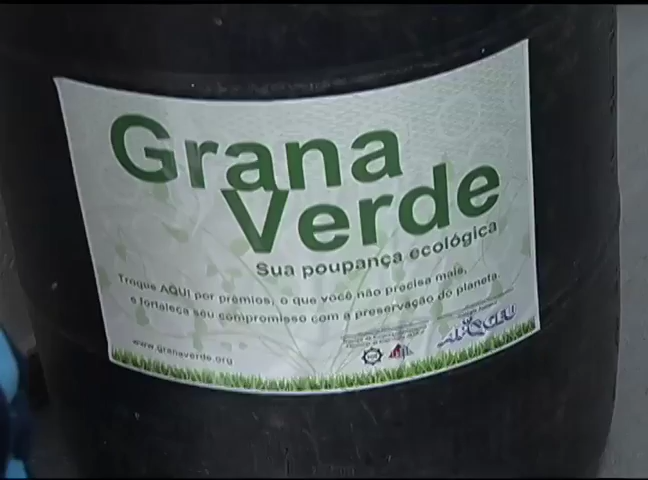 Grana
Verde
Sua poupança ecológica
Troque AQUI por prêmios, o que você não precisa mais,
e fortaleça seu compromisso com a preservação do planeta.
www.granaverde.org